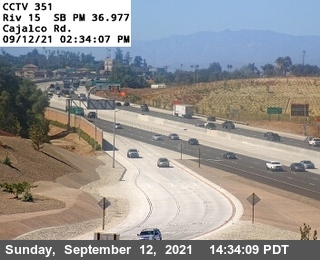 CCTV 351
Riv 15 SB PM 36.977
Cajalco Rd.
09/12/21 02:34:07 PM
Sunday, September 12, 2021 14:34:09 PDT